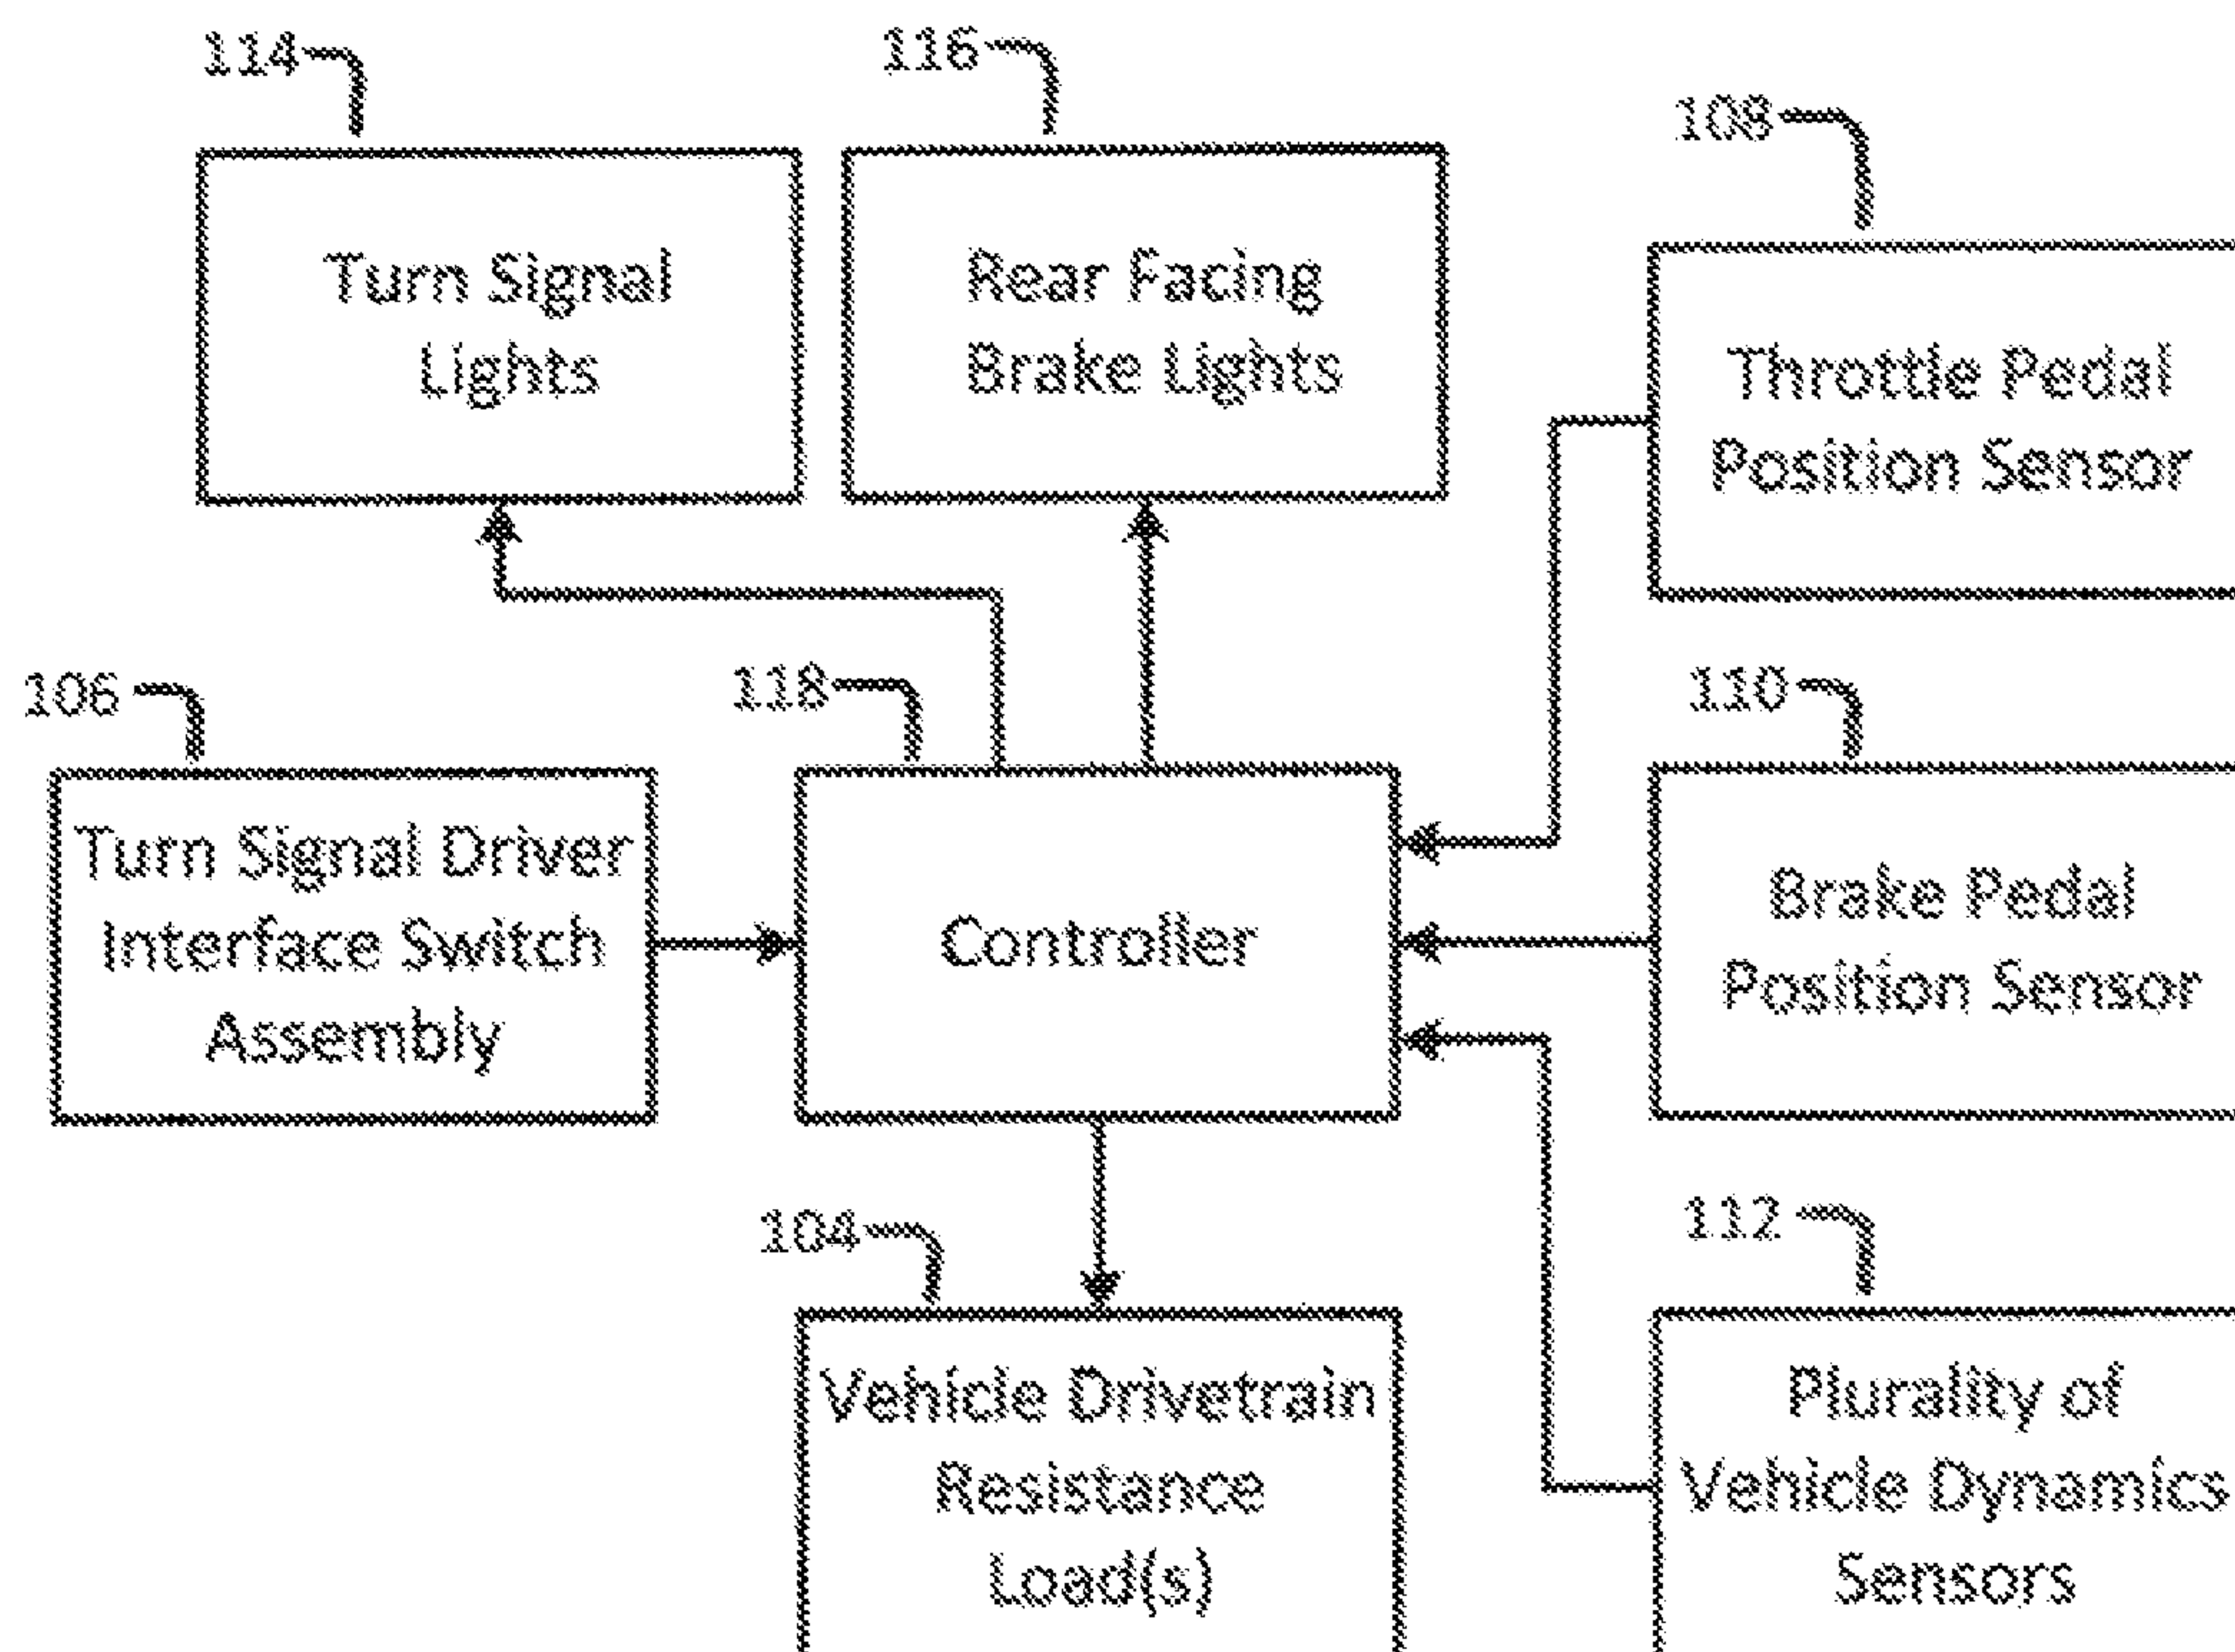 114
116
108
Turn Signal
Lights
Rear Facing
Brake Lights
Throttle Pedal
Position Sensor
106
118
110
Turn Signal Driver
Interface Switch
Assembly
Controller
Brake Pedal
Position Sensor
104
112
Vehicle Drivetrain
Resistance
Load(s)
Plurality of
Vehicle Dynamics
Sensors